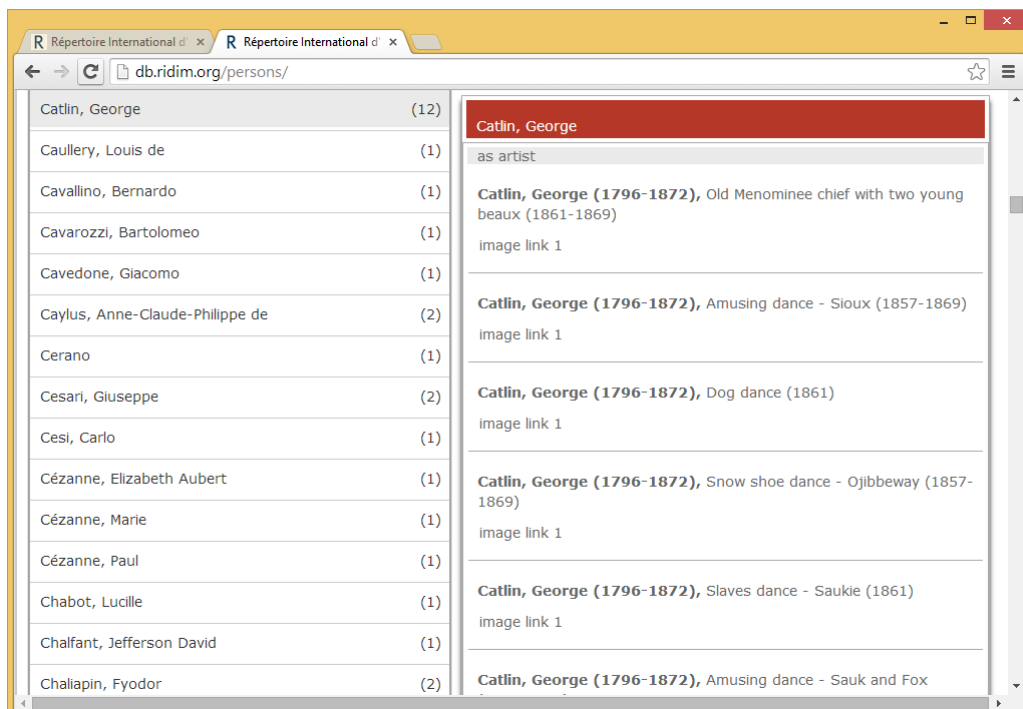 R Répertoire International d' ×
R Répertoire International d' ×
db.ridim.org/persons/
Catlin, George (12)
Caullery, Louis de (1)
Cavallino, Bernardo (1)
Cavarozzi, Bartolomeo (1)
Cavedone, Giacomo (1)
Caylus, Anne-Claude-Philippe de (2)
Cerano (1)
Cesari, Giuseppe (2)
Cesi, Carlo (1)
Cézanne, Elizabeth Aubert (1)
Cézanne, Marie (1)
Cézanne, Paul (1)
Chabot, Lucille (1)
Chalfant, Jefferson David (1)
Chaliapin, Fyodor (2)
Catlin, George
as artist
Catlin, George (1796-1872), Old Menominee chief with two young
beaux (1861-1869)
image link 1
Catlin, George (1796-1872), Amusing dance - Sioux (1857-1869)
image link 1
Catlin, George (1796-1872), Dog dance (1861)
image link 1
Catlin, George (1796-1872), Snow shoe dance - Ojibbeway (1857-
1869)
image link 1
Catlin, George (1796-1872), Slaves dance - Saukie (1861)
image link 1
Catlin, George (1796-1872), Amusing dance - Sauk and Fox